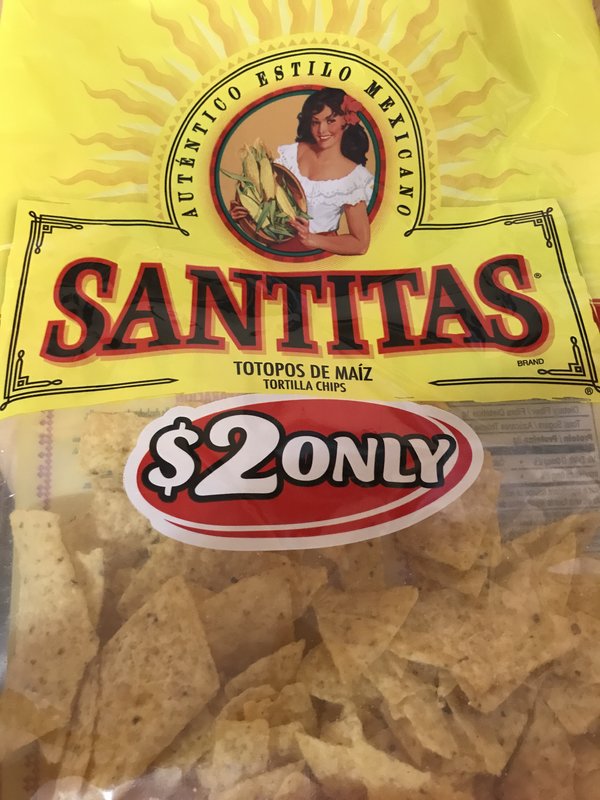 AUTÉNTICO ESTILO MEXICANO
SANTITAS®
BRAND
TOTOPOS DE MAÍZ
TORTILLA CHIPS
®
$2 ONLY